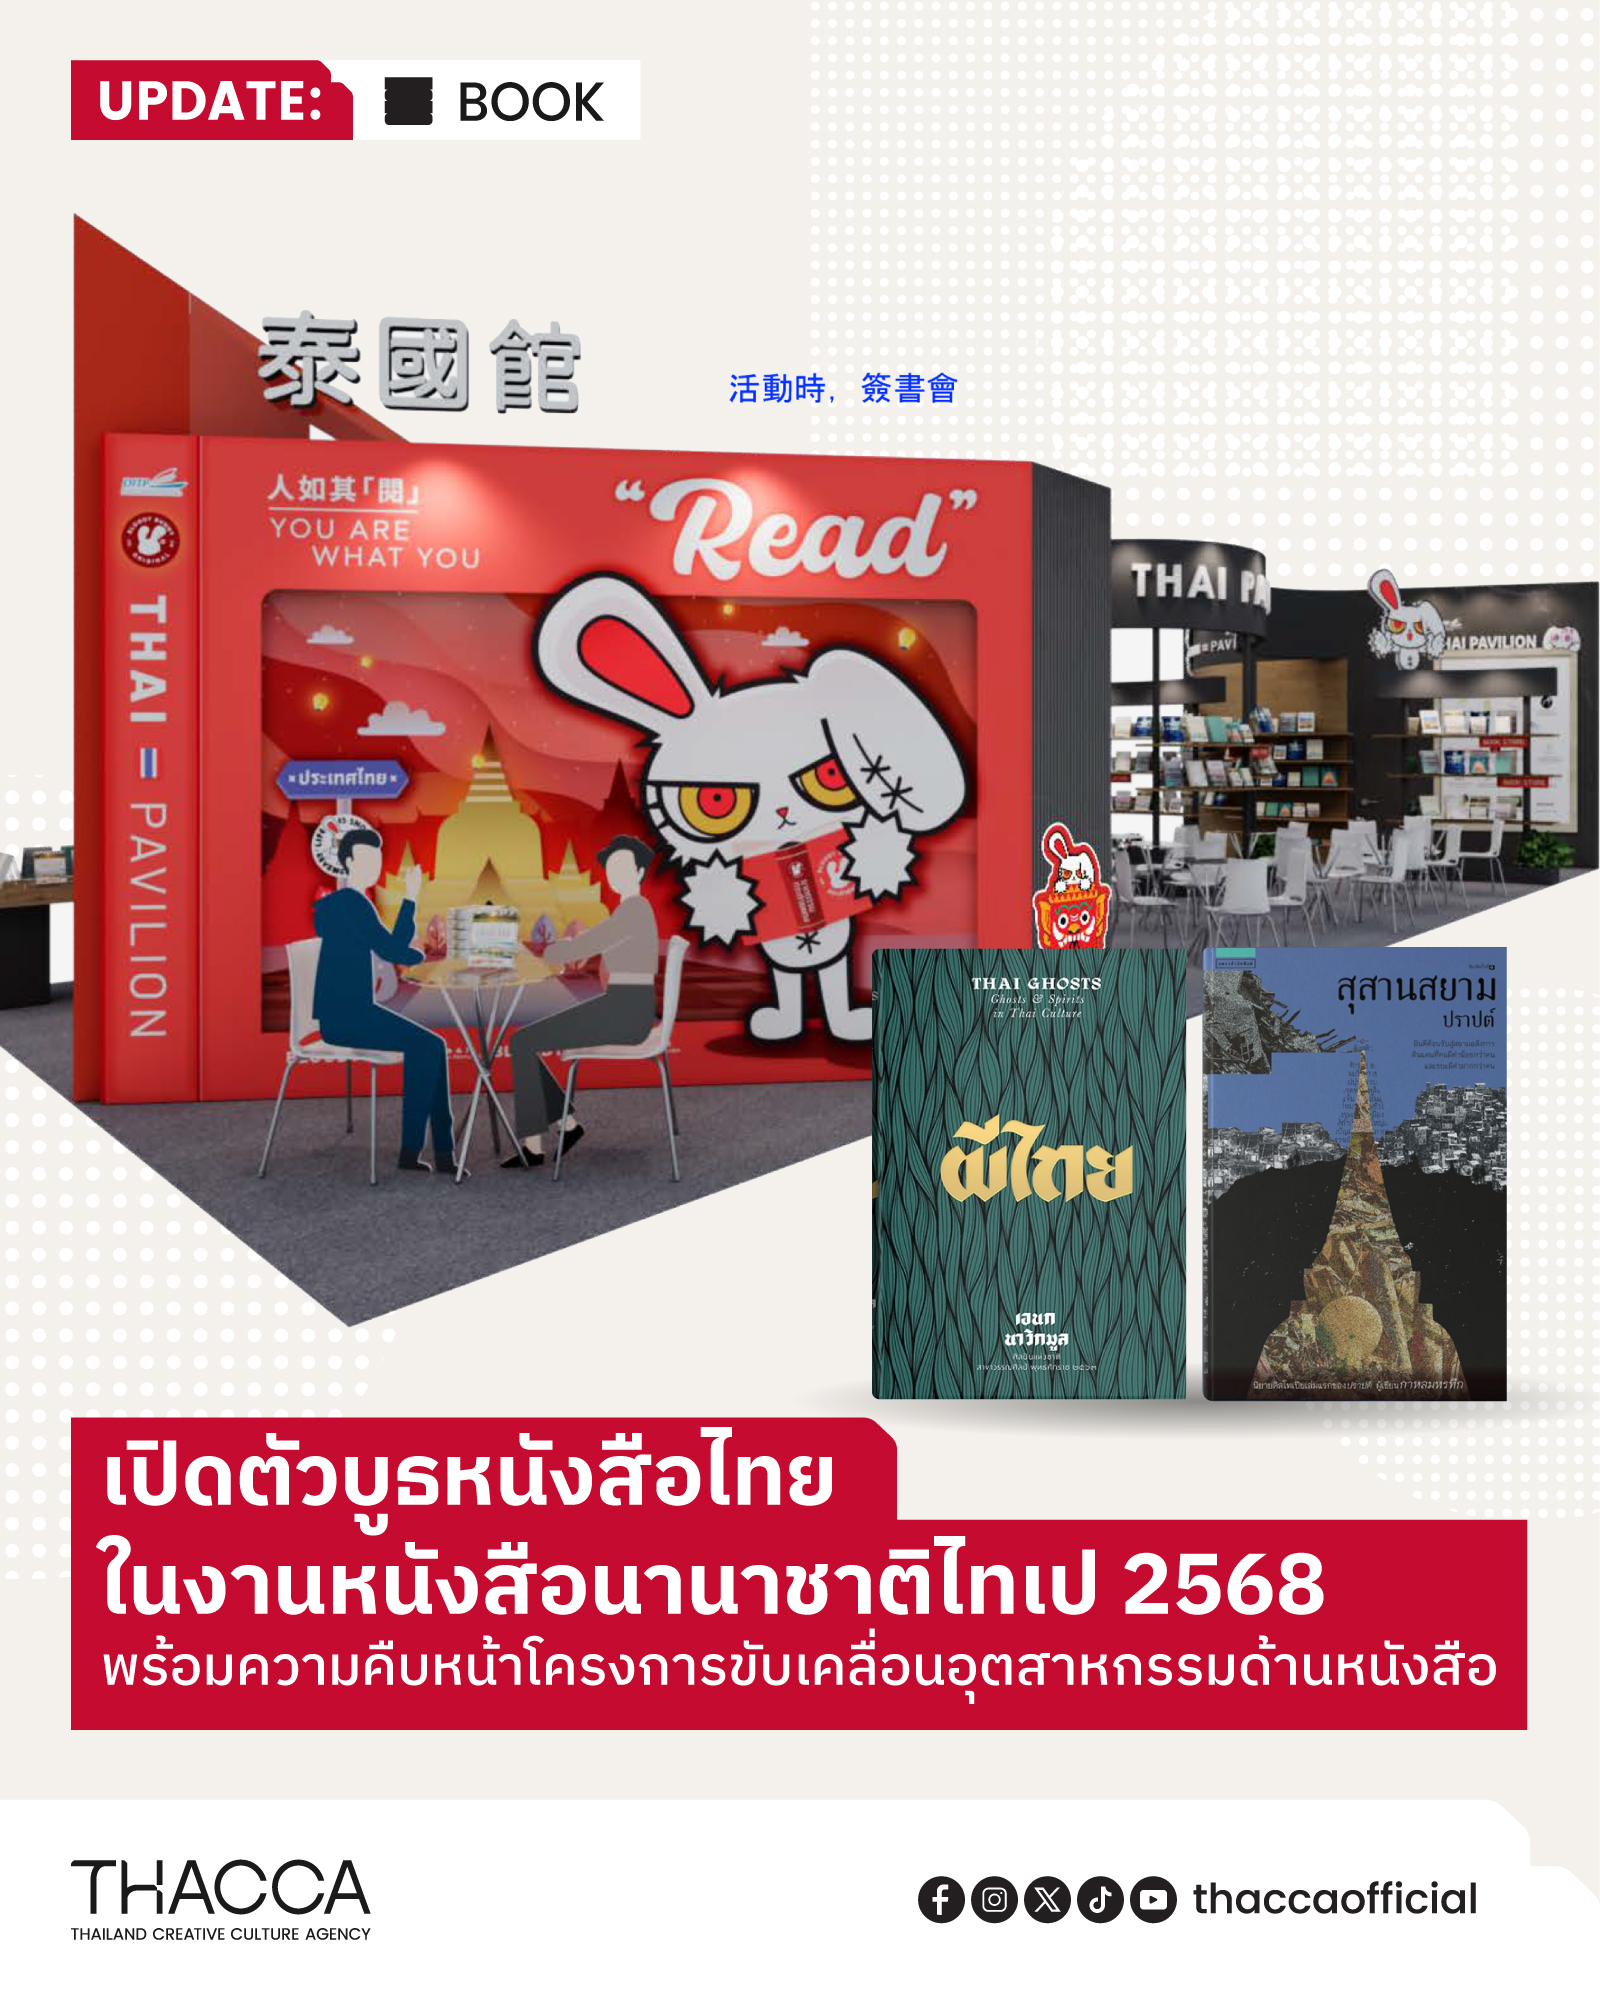 UPDATE: BOOK
泰國館
活動時，簽書會
人如其「閱」
YOU ARE
WHAT YOU
“Read”
THAI = PAVILION
•ประเทศไทย•
THAI PA
THAI GHOSTS
Ghosts & Spirits
in Thai Culture
ผีไทย
เอนก
นาวิกมูล
สุสานสยาม
ปราปต์
เปิดตัวบูธหนังสือไทย
ในงานหนังสือนานาชาติไทเป 2568
พร้อมความคืบหน้าโครงการขับเคลื่อนอุตสาหกรรมด้านหนังสือ
THACCA
THAILAND CREATIVE CULTURE AGENCY
thaccaofficial